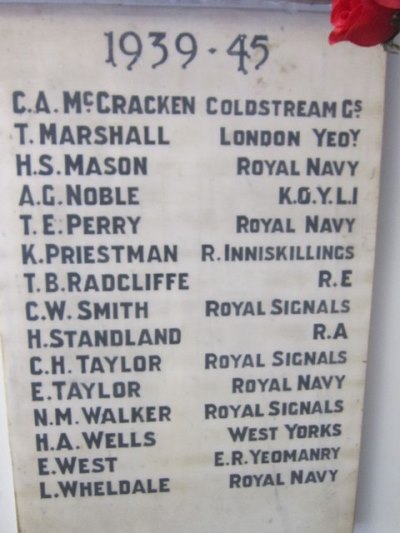 1939 - 45
C. A. McCRACKEN COLDSTREAM Gs
T. MARSHALL LONDON YEOY
H. S. MASON ROYAL NAVY
A. G. NOBLE K.O.Y.L.I
T. E. PERRY ROYAL NAVY
K. PRIESTMAN R. INNISKILLINGS
T. B. RADCLIFFE R.E
C. W. SMITH ROYAL SIGNALS
H. STANDLAND R.A
C. H. TAYLOR ROYAL SIGNALS
E. TAYLOR ROYAL NAVY
N. M. WALKER ROYAL SIGNALS
H. A. WELLS WEST YORKS
E. WEST E.R. YEOMANRY
L. WHELDALE ROYAL NAVY